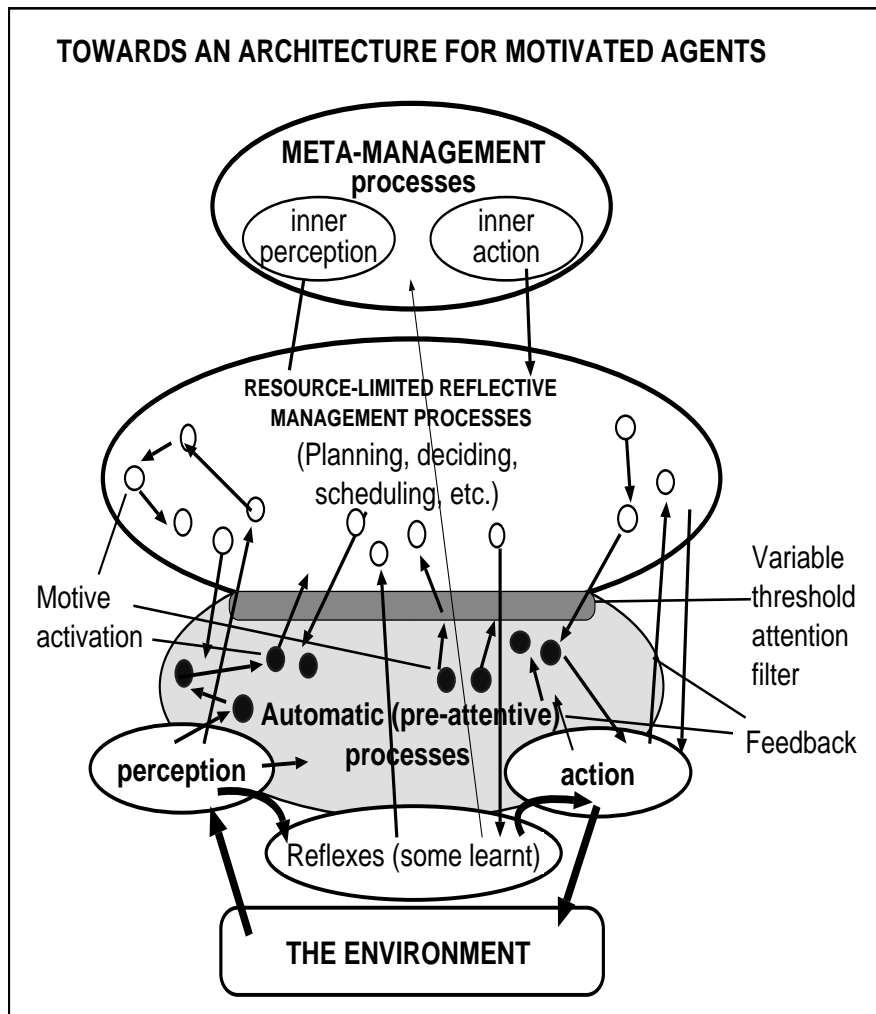 TOWARDS AN ARCHITECTURE FOR MOTIVATED AGENTS
META-MANAGEMENT
processes
inner
perception
inner
action
RESOURCE-LIMITED REFLECTIVE
MANAGEMENT PROCESSES
(Planning, deciding,
scheduling, etc.)
Motive
activation
Variable
threshold
attention
filter
Automatic (pre-attentive)
processes
Feedback
perception
action
Reflexes (some learnt)
THE ENVIRONMENT